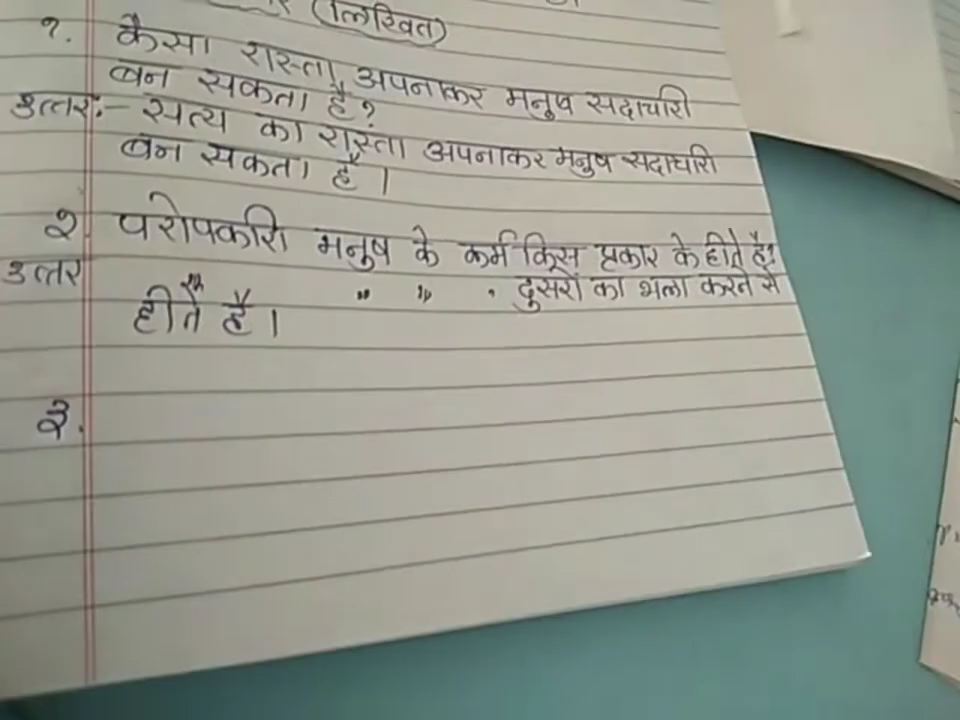 (लिखित)
१. कैसा रास्ता अपनाकर मनुष सदाचारी
बन सकता है?
उत्तर:- सत्य का रास्ता अपनाकर मनुष सदाचारी
बन सकता है।
२ परोपकारि मनुष के कर्म किस प्रकार के होते है?
उत्तर " " " दुसरों का भला करने से
होते है।
३.